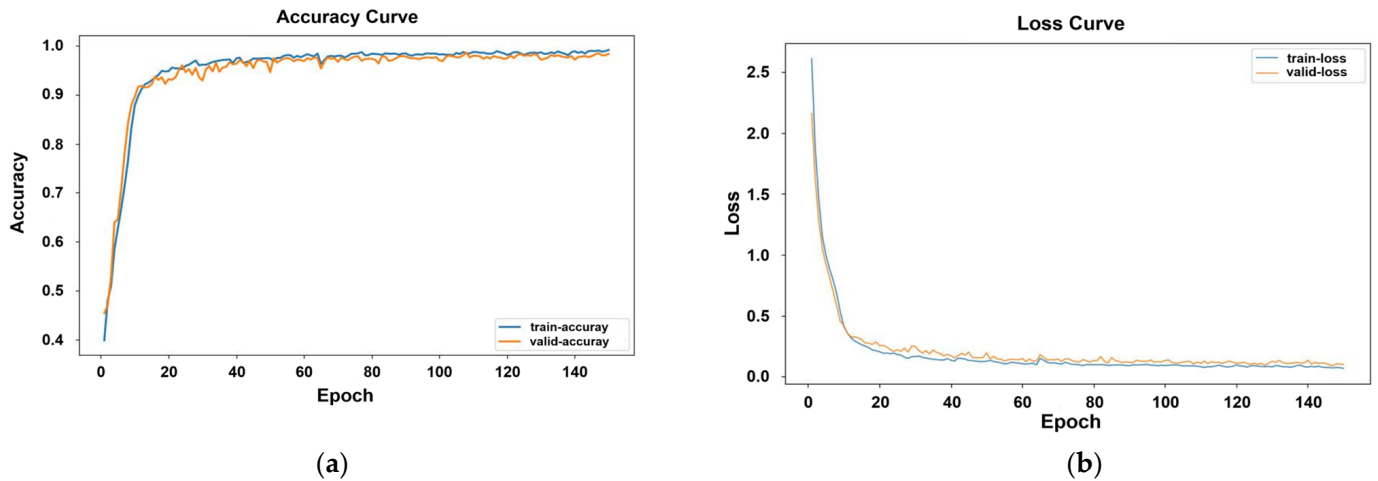 Accuracy Curve
1.0
0.9
0.8
0.7
0.6
0.5
0.4
Accuracy
train-accuray
valid-accuray
0 20 40 60 80 100 120 140
Epoch
(a)
Loss Curve
2.5
2.0
1.5
1.0
0.5
0.0
Loss
train-loss
valid-loss
0 20 40 60 80 100 120 140
Epoch
(b)